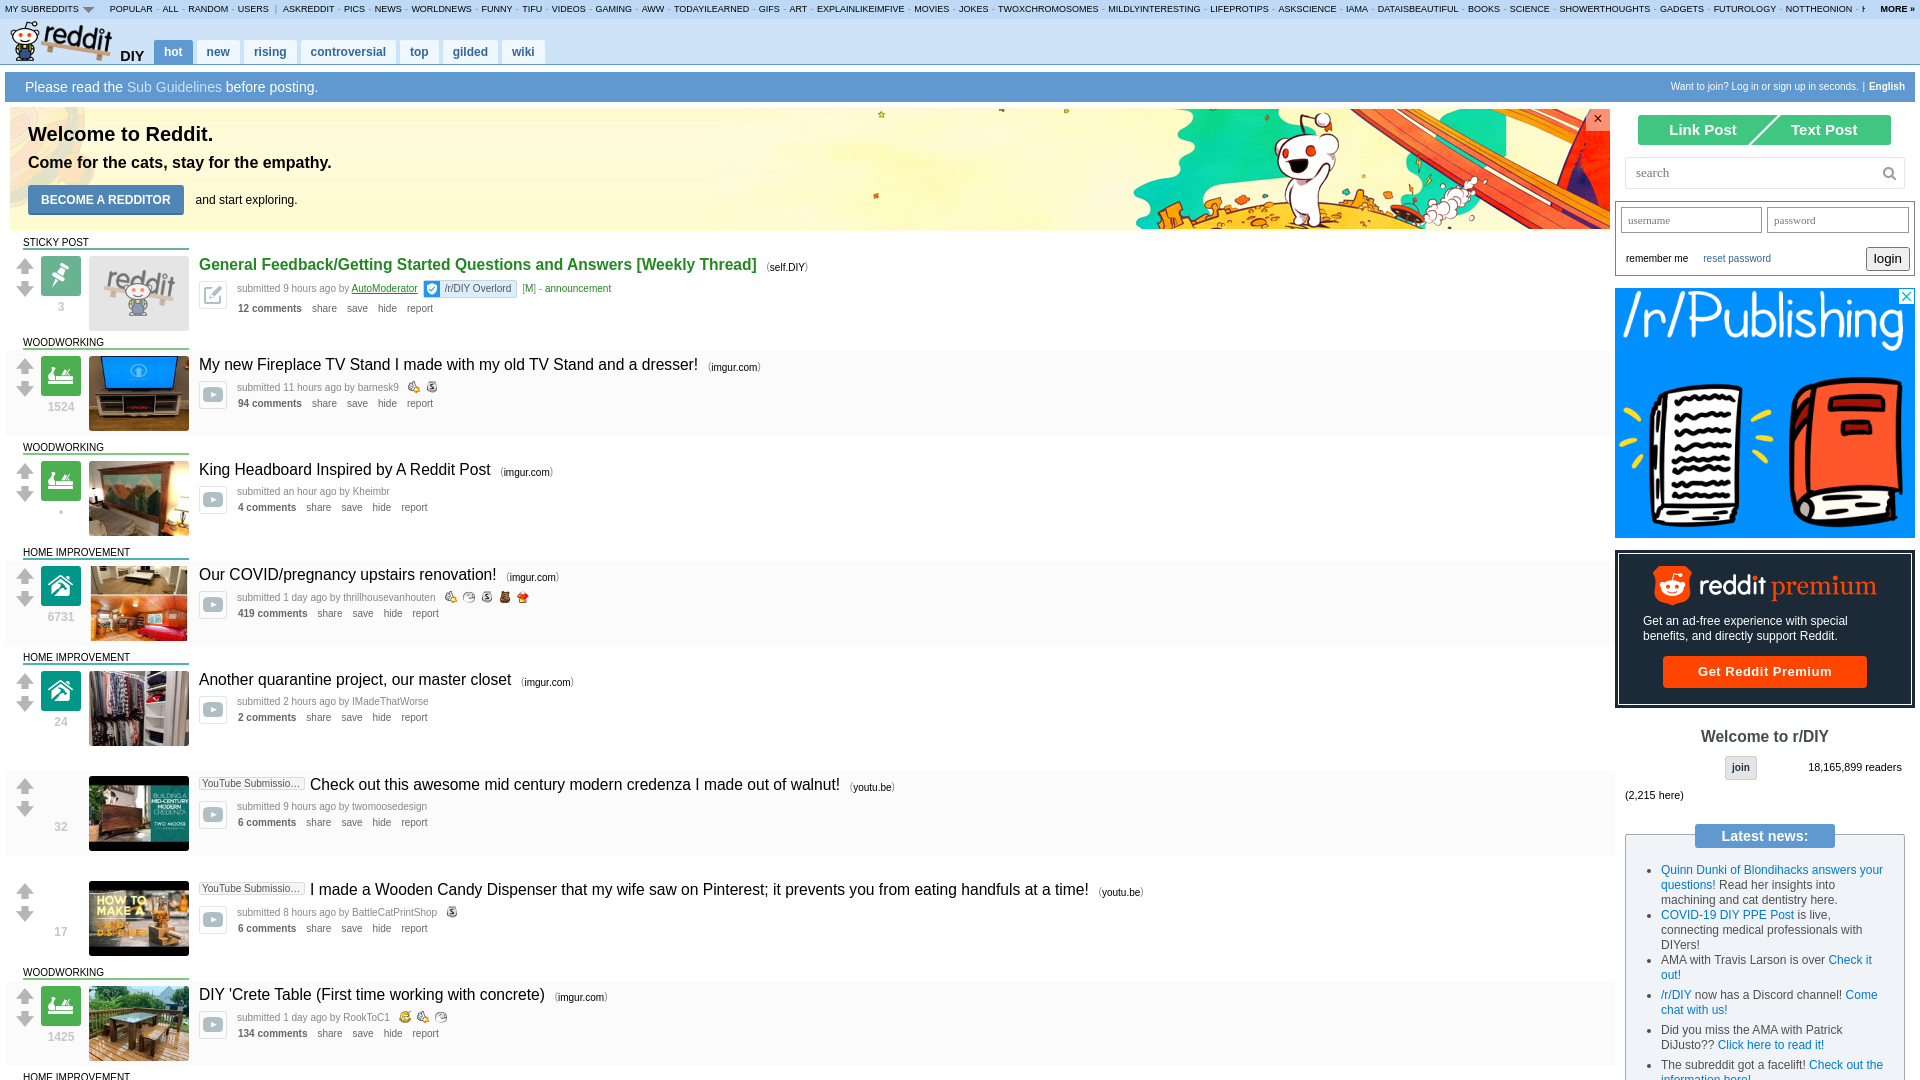 MY SUBREDDITS POPULAR - ALL - RANDOM - USERS | ASKREDDIT - PICS - NEWS - WORLDNEWS - FUNNY - TIFU - VIDEOS - GAMING - AWW - TODAYILEARNED - GIFS - ART - EXPLAINLIKEIMFIVE - MOVIES - JOKES - TWOXCHROMOSOMES - MILDLYINTERESTING - LIFEPROTIPS - ASKSCIENCE - IAMA - DATAISBEAUTIFUL - BOOKS - SCIENCE - SHOWERTHOUGHTS - GADGETS - FUTUROLOGY - NOTTHEONION - MORE »
reddit DIY hot new rising controversial top gilded wiki
Please read the Sub Guidelines before posting.
Want to join? Log in or sign up in seconds. | English
Welcome to Reddit.
Come for the cats, stay for the empathy.
BECOME A REDDITOR and start exploring.
×
STICKY POST
General Feedback/Getting Started Questions and Answers [Weekly Thread] (self.DIY)
submitted 9 hours ago by AutoModerator /r/DIY Overlord [M] - announcement
3
reddit
12 comments share save hide report
WOODWORKING
My new Fireplace TV Stand I made with my old TV Stand and a dresser! (imgur.com)
submitted 11 hours ago by barnesk9
1524
94 comments share save hide report
WOODWORKING
King Headboard Inspired by A Reddit Post (imgur.com)
submitted an hour ago by Kheimbr
•
4 comments share save hide report
HOME IMPROVEMENT
Our COVID/pregnancy upstairs renovation! (imgur.com)
submitted 1 day ago by thrillhousevanhouten
6731
419 comments share save hide report
HOME IMPROVEMENT
Another quarantine project, our master closet (imgur.com)
submitted 2 hours ago by IMadeThatWorse
24
2 comments share save hide report
YouTube Submissio... Check out this awesome mid century modern credenza I made out of walnut! (youtu.be)
submitted 9 hours ago by twomoosedesign
32
BUILDING A
MID-CENTURY
MODERN
CREDENZA
TWO MOOSE
6 comments share save hide report
YouTube Submissio... I made a Wooden Candy Dispenser that my wife saw on Pinterest; it prevents you from eating handfuls at a time! (youtu.be)
submitted 8 hours ago by BattleCatPrintShop
17
HOW TO
MAKE A
CANDY
DISPENSER
6 comments share save hide report
WOODWORKING
DIY 'Crete Table (First time working with concrete) (imgur.com)
submitted 1 day ago by RookToC1
1425
134 comments share save hide report
HOME IMPROVEMENT
Link Post Text Post
search
username password
remember me reset password login
/r/Publishing
reddit premium
Get an ad-free experience with special
benefits, and directly support Reddit.
Get Reddit Premium
Welcome to r/DIY
join 18,165,899 readers
(2,215 here)
Latest news:
• Quinn Dunki of Blondihacks answers your
questions! Read her insights into
machining and cat dentistry here.
• COVID-19 DIY PPE Post is live,
connecting medical professionals with
DIYers!
• AMA with Travis Larson is over Check it
out!
• /r/DIY now has a Discord channel! Come
chat with us!
• Did you miss the AMA with Patrick
DiJusto?? Click here to read it!
• The subreddit got a facelift! Check out the
information here!